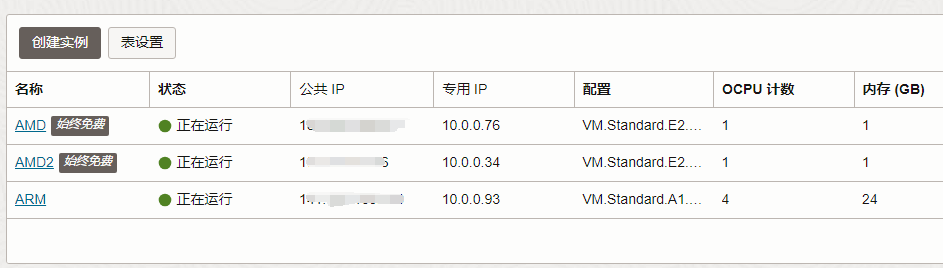 创建实例 表设置
名称 状态 公共 IP 专用 IP 配置 OCPU 计数 内存 (GB)
AMD 始终免费 正在运行 10.0.0.76 VM.Standard.E2.... 1 1
AMD2 始终免费 正在运行 10.0.0.34 VM.Standard.E2.... 1 1
ARM 正在运行 10.0.0.93 VM.Standard.A1.... 4 24